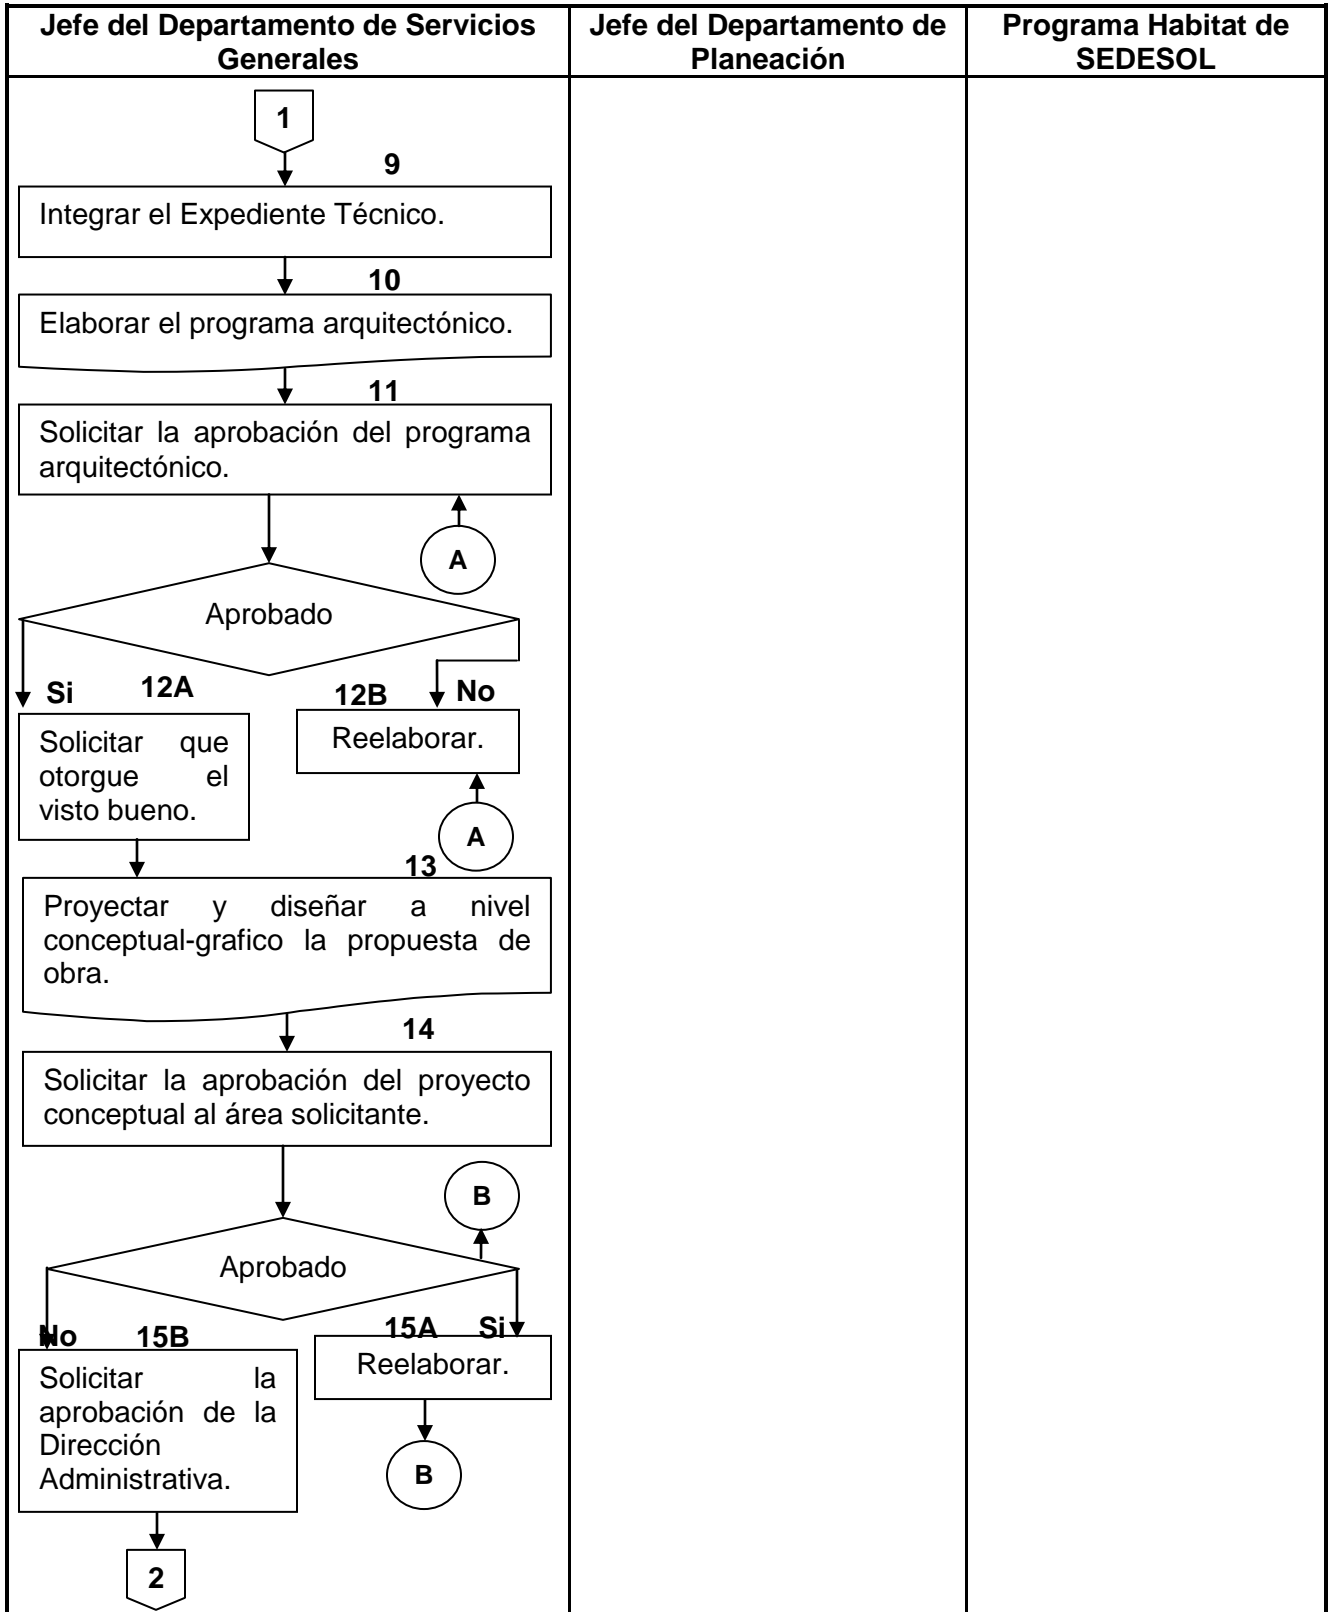 Jefe del Departamento de Servicios
Generales
Jefe del Departamento de
Planeación
Programa Habitat de
SEDESOL
1
9
Integrar el Expediente Técnico.
10
Elaborar el programa arquitectónico.
11
Solicitar la aprobación del programa
arquitectónico.
A
Aprobado
Si
12A
12B
No
Solicitar que
otorgue el
visto bueno.
Reelaborar.
A
13
Proyectar y diseñar a nivel
conceptual-grafico la propuesta de
obra.
14
Solicitar la aprobación del proyecto
conceptual al área solicitante.
B
Aprobado
No
15B
15A
Si
Solicitar la
aprobación de la
Dirección
Administrativa.
Reelaborar.
B
2